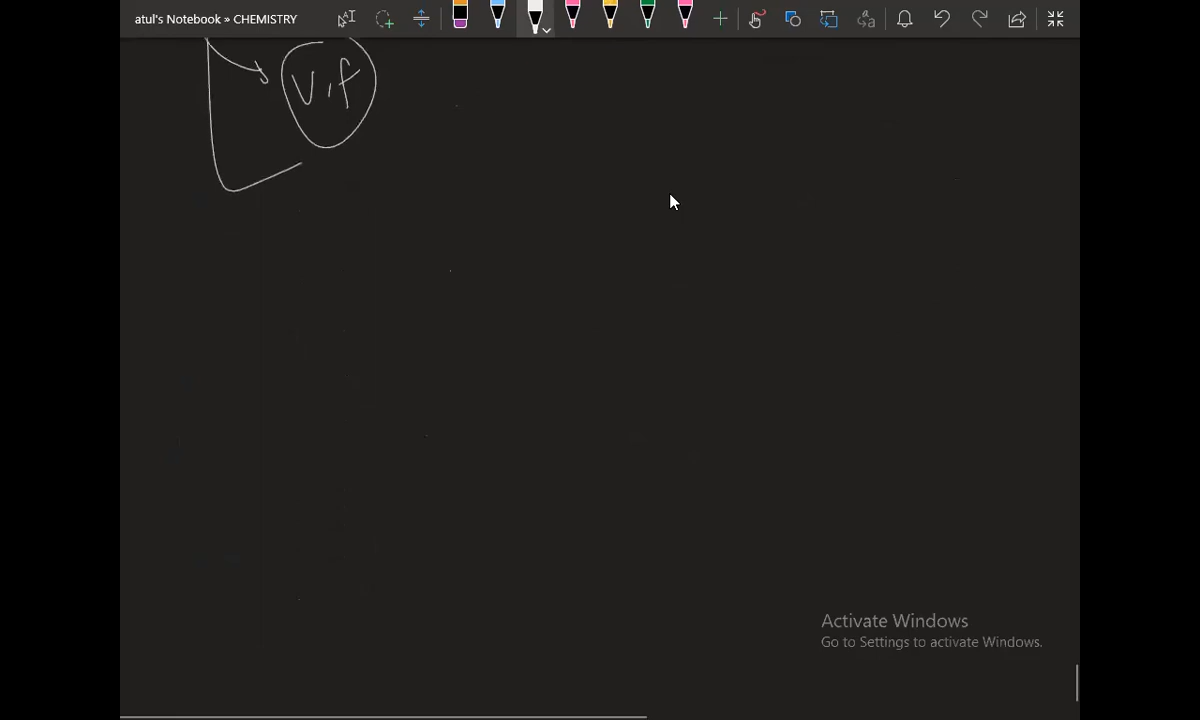 atul's Notebook » CHEMISTRY
v, f
Activate Windows
Go to Settings to activate Windows.